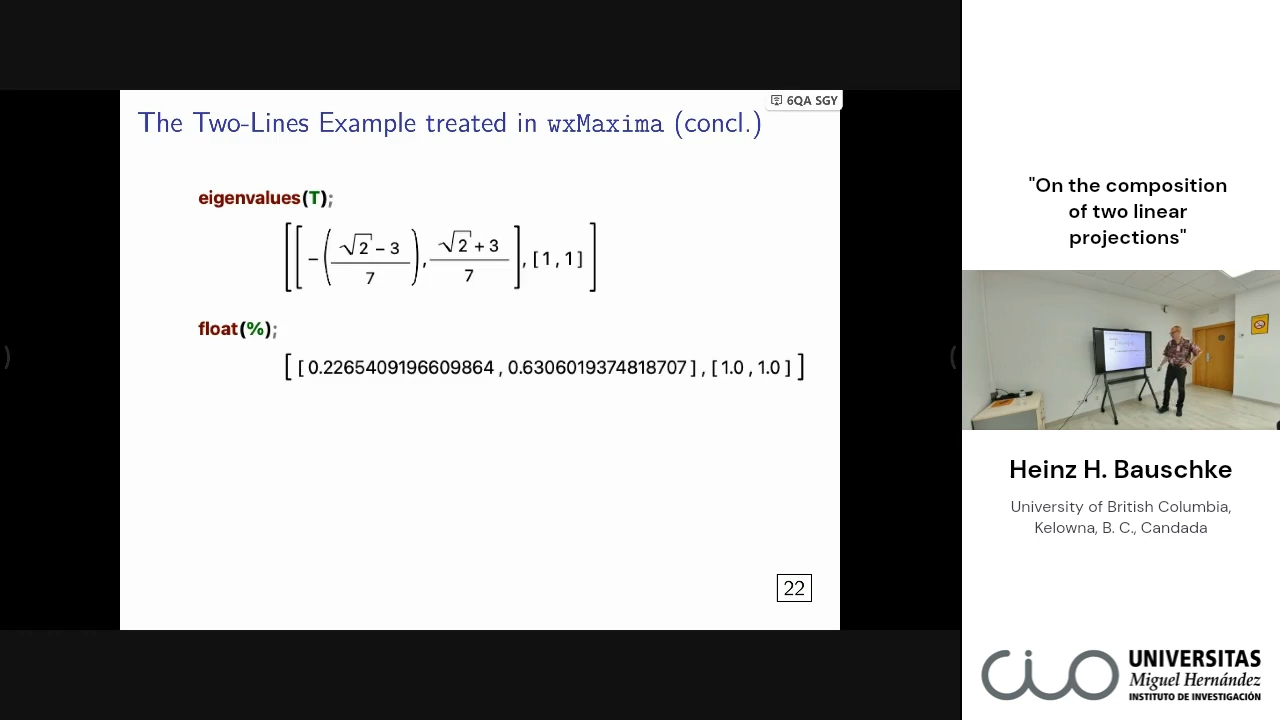 6QA SGY
The Two-Lines Example treated in wxMaxima (concl.)
eigenvalues(T);
[[-((√2-3)/7), (√2+3)/7], [1,1]]
float(%);
[[0.2265409196609864, 0.6306019374818707], [1.0, 1.0]]
22
"On the composition
of two linear
projections"
Heinz H. Bauschke
University of British Columbia,
Kelowna, B. C., Candada
CIO
UNIVERSITAS
Miguel Hernández
INSTITUTO DE INVESTIGACIÓN